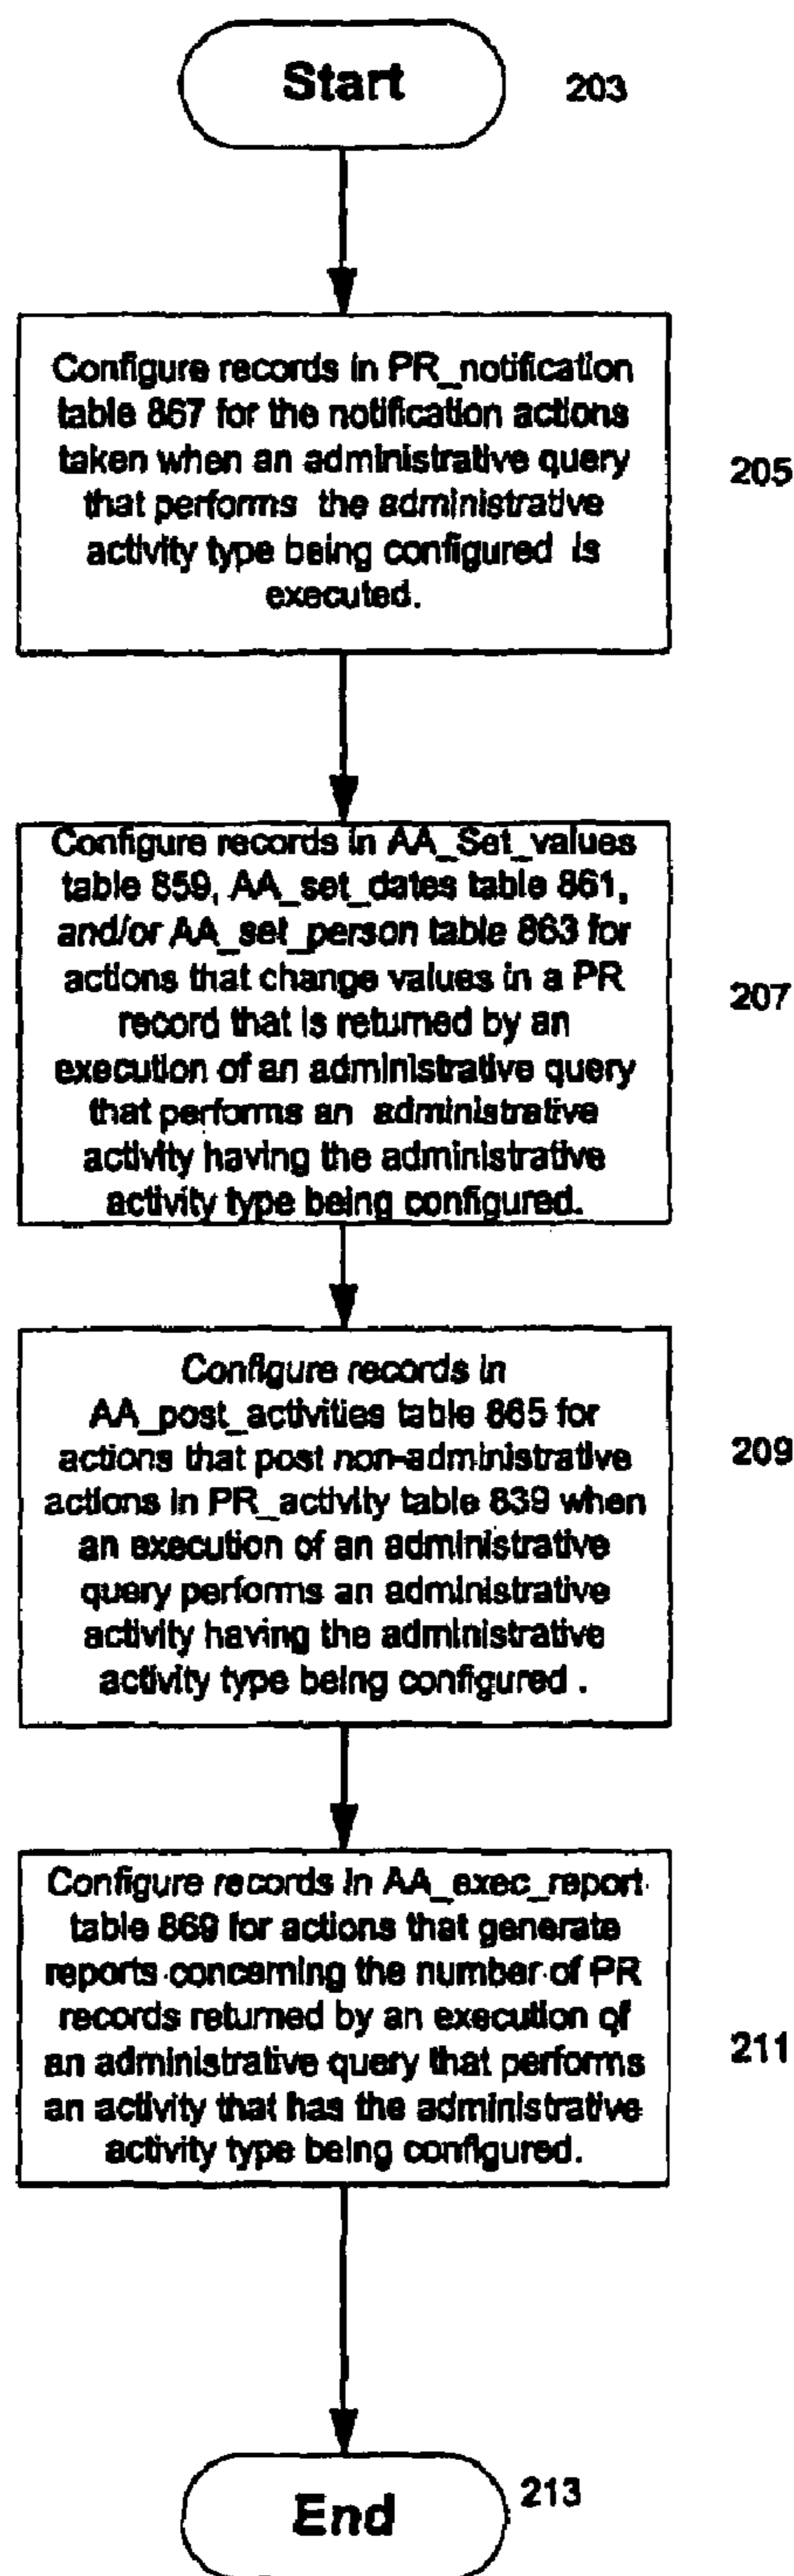 Start
203
Configure records in PR_notification
table 867 for the notification actions
taken when an administrative query
that performs the administrative
activity type being configured is
executed.
205
Configure records in AA_Set_values
table 859, AA_set_dates table 861,
and/or AA_set_person table 863 for
actions that change values in a PR
record that is returned by an
execution of an administrative query
that performs an administrative
activity having the administrative
activity type being configured.
207
Configure records in
AA_post_activities table 865 for
actions that post non-administrative
actions in PR_activity table 839 when
an execution of an administrative
query performs an administrative
activity having the administrative
activity type being configured .
209
Configure records in AA_exec_report
table 869 for actions that generate
reports concerning the number of PR
records returned by an execution of
an administrative query that performs
an activity that has the administrative
activity type being configured.
211
End
213